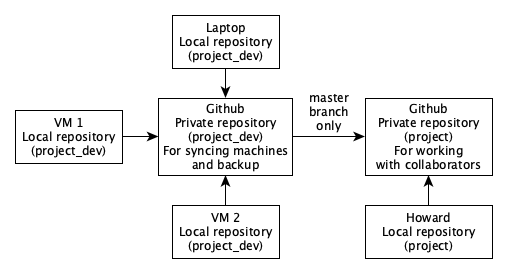 Laptop
Local repository
(project_dev)
VM 1
Local repository
(project_dev)
Github
Private repository
(project_dev)
For syncing machines
and backup
master
branch
only
Github
Private repository
(project)
For working
with collaborators
VM 2
Local repository
(project_dev)
Howard
Local repository
(project)